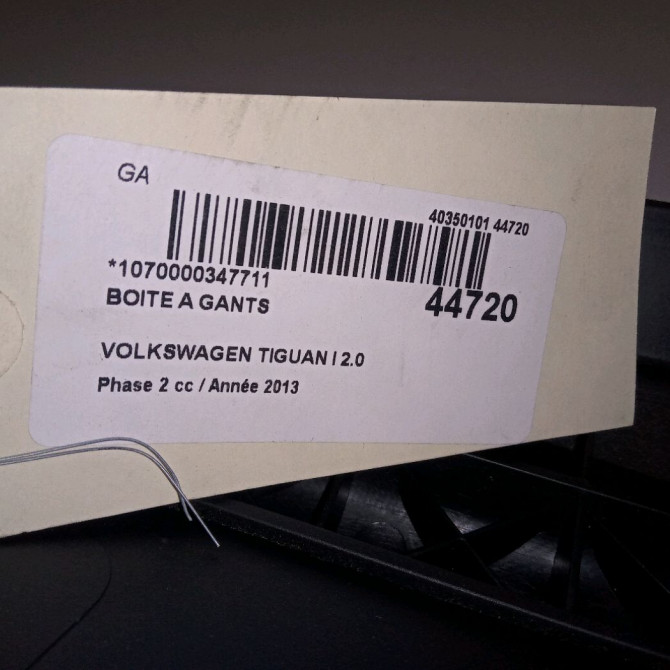 GA
40350101 44720
*1070000347711
44720
BOITE A GANTS
VOLKSWAGEN TIGUAN I 2.0
Phase 2 cc / Année 2013